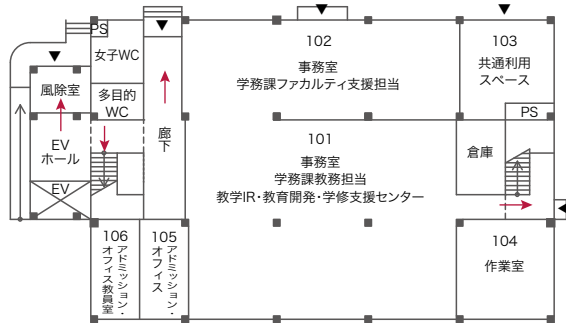 PS
女子WC
102
事務室
学務課ファカルティ支援担当
103
共通利用
スペース
風除室
多目的
WC
PS
EV
ホール
廊下
101
事務室
学務課教務担当
教学IR・教育開発・学修支援センター
倉庫
EV
106
アドミッション・
オフィス教員室
105
アドミッション・
オフィス
104
作業室